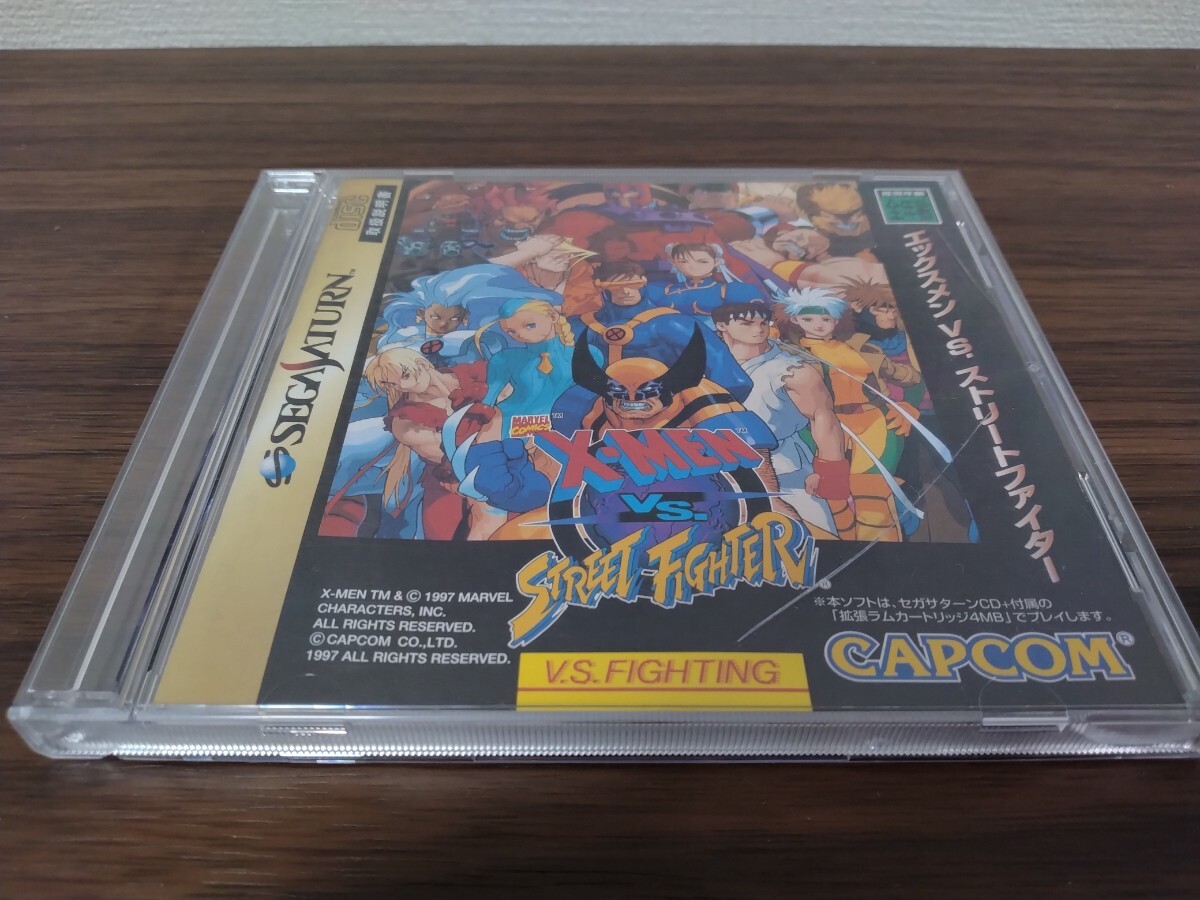 DISC
取扱説明書
SEGA SATURN™
エックスメン VS. ストリートファイター
MARVEL COMICS™
X-MEN™
VS.
STREET FIGHTER®
X-MEN TM & © 1997 MARVEL
CHARACTERS, INC.
ALL RIGHTS RESERVED.
© CAPCOM CO., LTD.
1997 ALL RIGHTS RESERVED.
※本ソフトは、セガサターンCD+付属の
「拡張ラムカートリッジ4MB」でプレイします。
V.S. FIGHTING
CAPCOM®